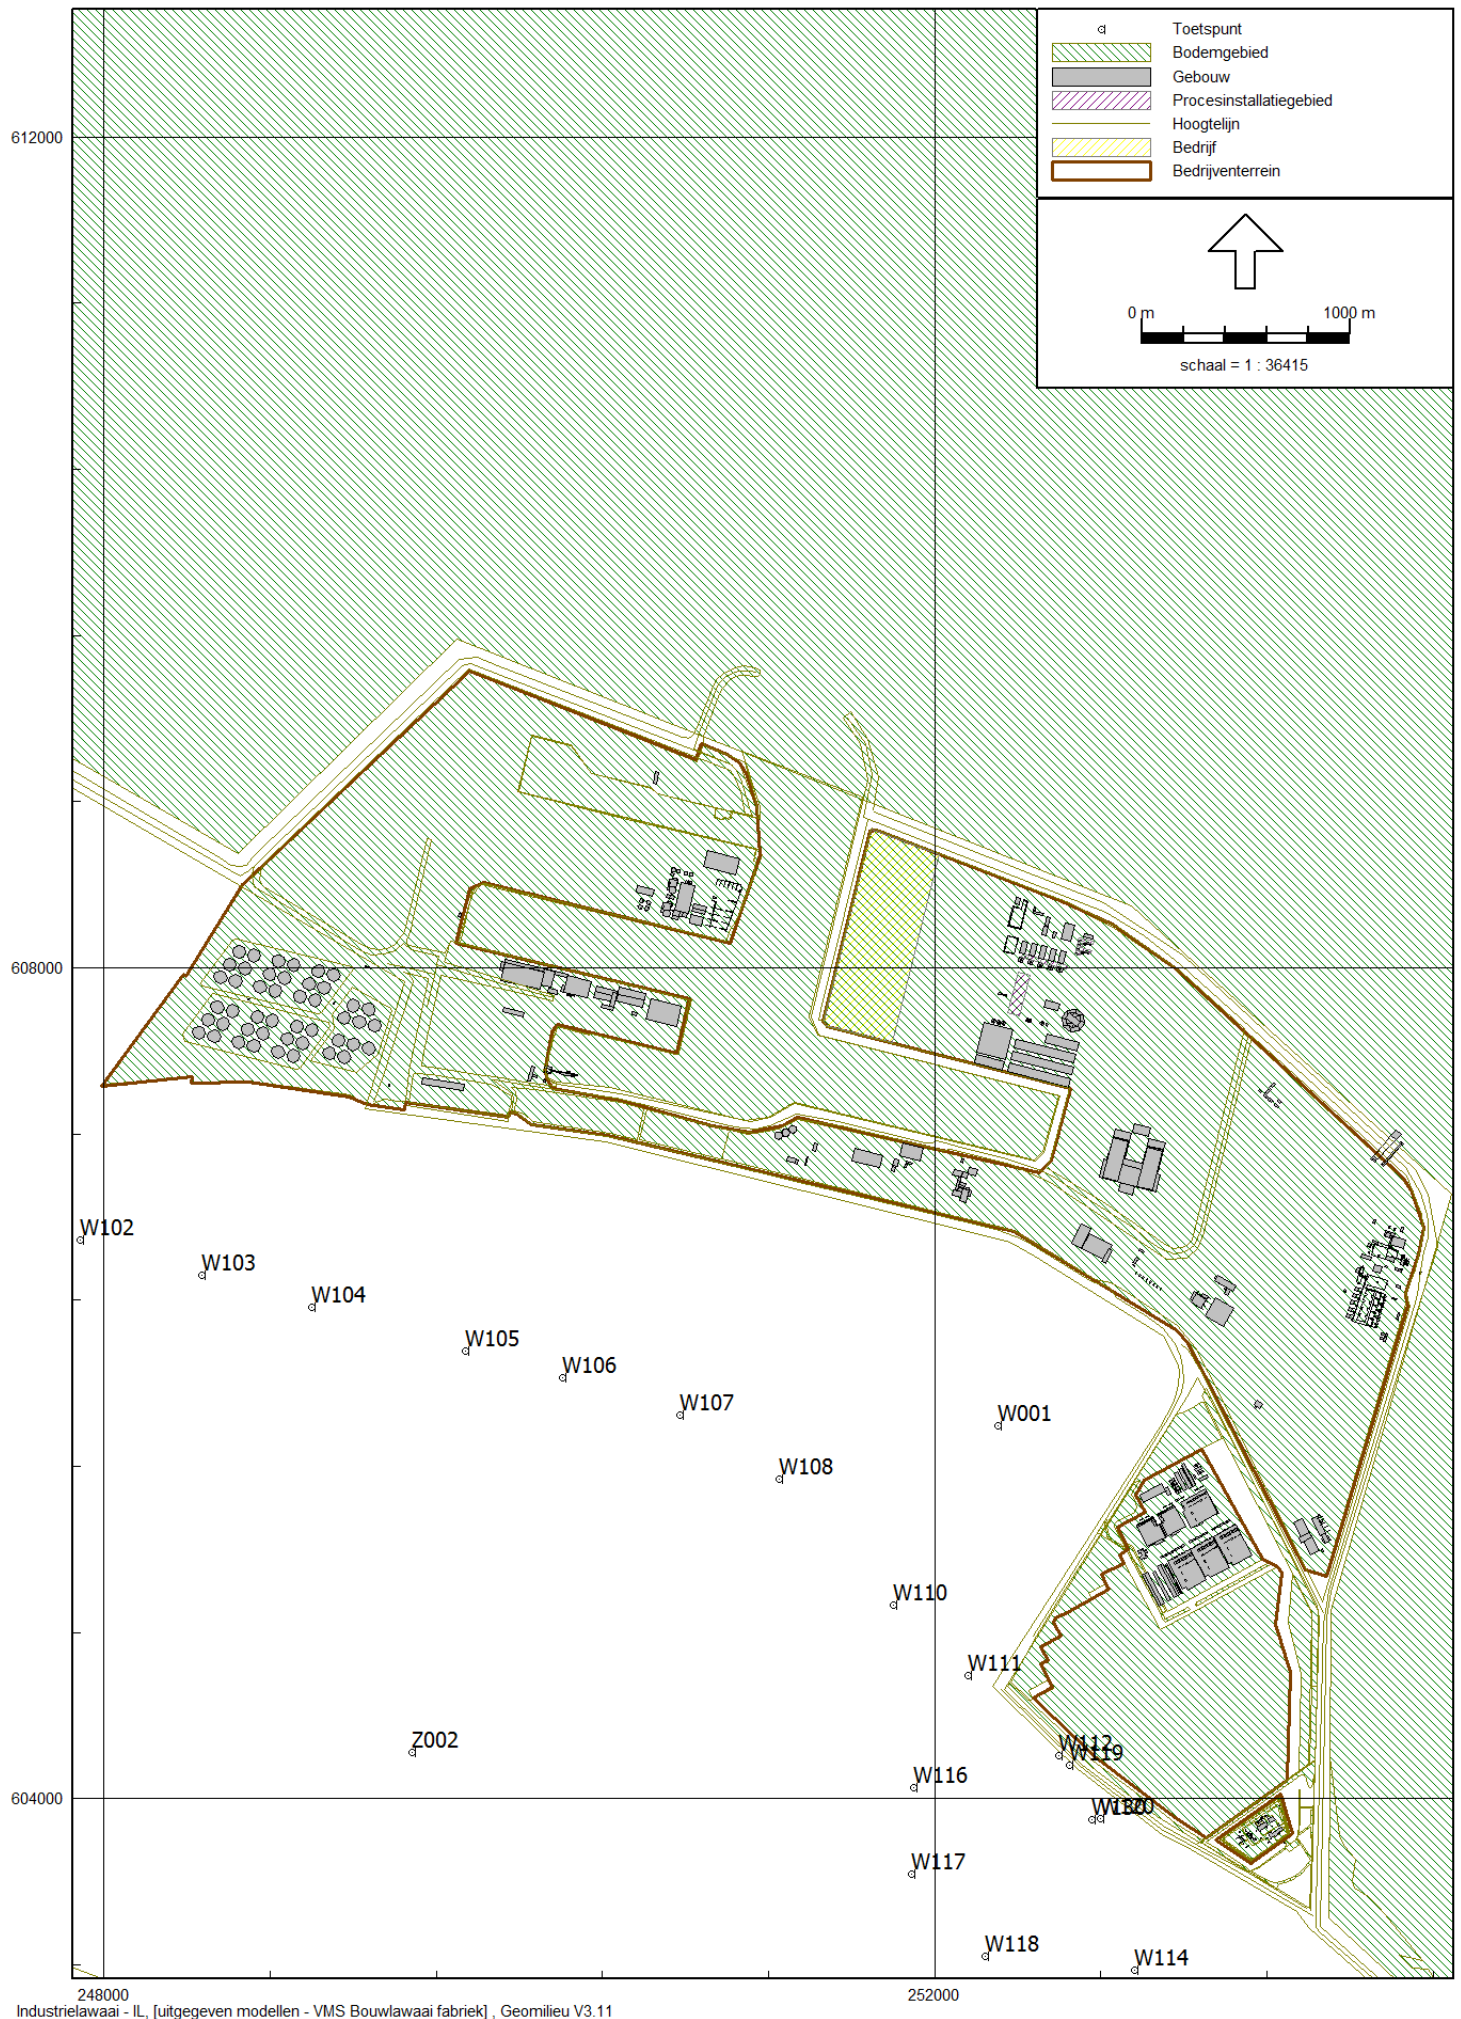 Toetspunt
Bodemgebied
Gebouw
Procesinstallatiegebied
Hoogtelijn
Bedrijf
Bedrijventerrein
612000
0 m 1000 m
schaal = 1 : 36415
608000
W102
W103
W104
W105
W106
W107
W001
W108
W110
W111
Z002
W112
W119
W116
604000
W117
W118
W114
248000 252000
Industrielawaai - IL, [uitgegeven modellen - VMS Bouwlawaai fabriek] , Geomilieu V3.11